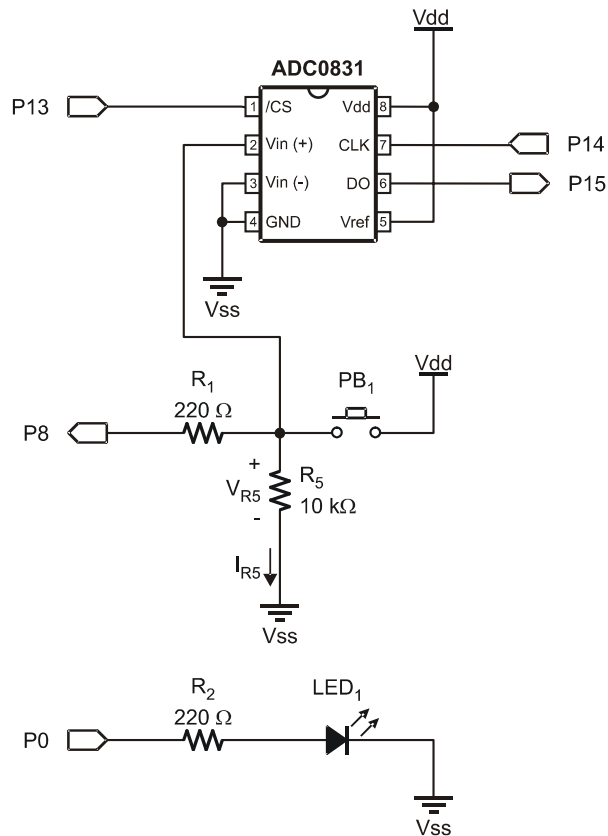 Vdd
ADC0831
P13
1 /CS Vdd 8
2 Vin (+) CLK 7
P14
3 Vin (-) DO 6
P15
4 GND Vref 5
Vss
Vdd
R1
PB1
220 Ω
P8
+
VR5
R5
10 kΩ
-
IR5
Vss
R2
LED1
220 Ω
P0
Vss